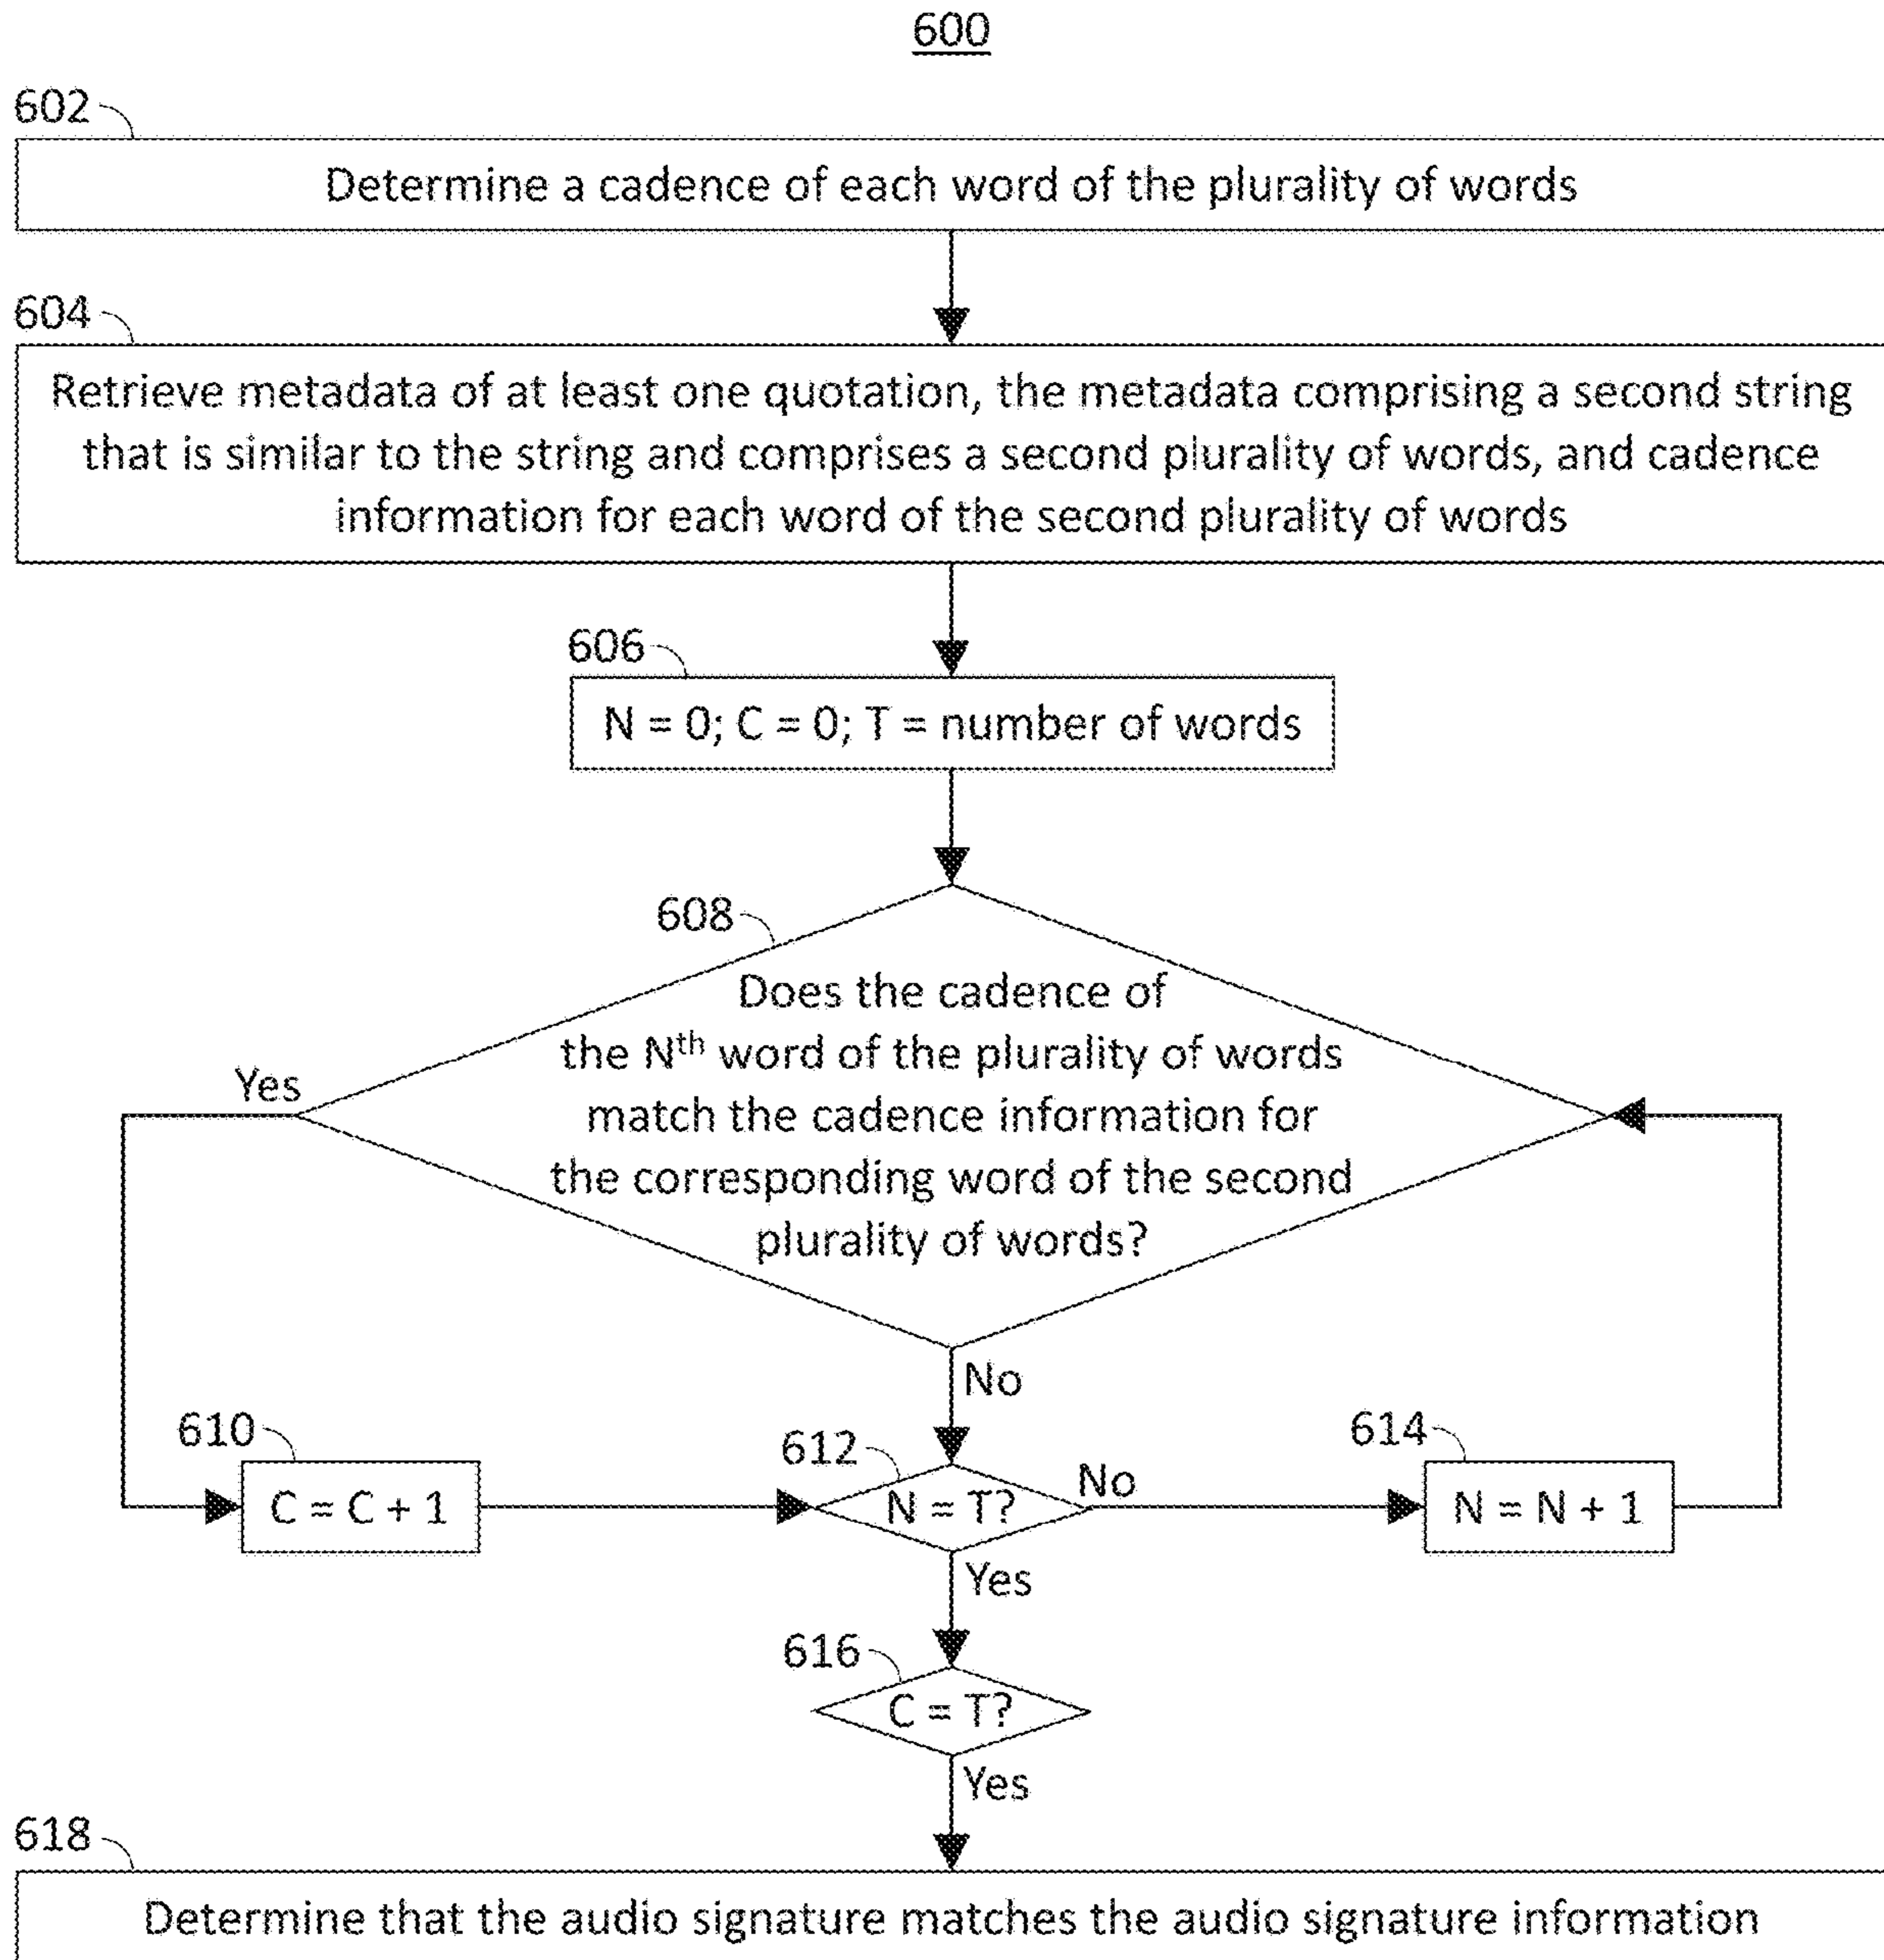 600
602
Determine a cadence of each word of the plurality of words
604
Retrieve metadata of at least one quotation, the metadata comprising a second string
that is similar to the string and comprises a second plurality of words, and cadence
information for each word of the second plurality of words
606
N = 0; C = 0; T = number of words
608
Does the cadence of
the Nth word of the plurality of words
Yes
match the cadence information for
the corresponding word of the second
plurality of words?
No
610
612
614
No
C = C + 1
N = T?
N = N + 1
Yes
616
C = T?
Yes
618
Determine that the audio signature matches the audio signature information